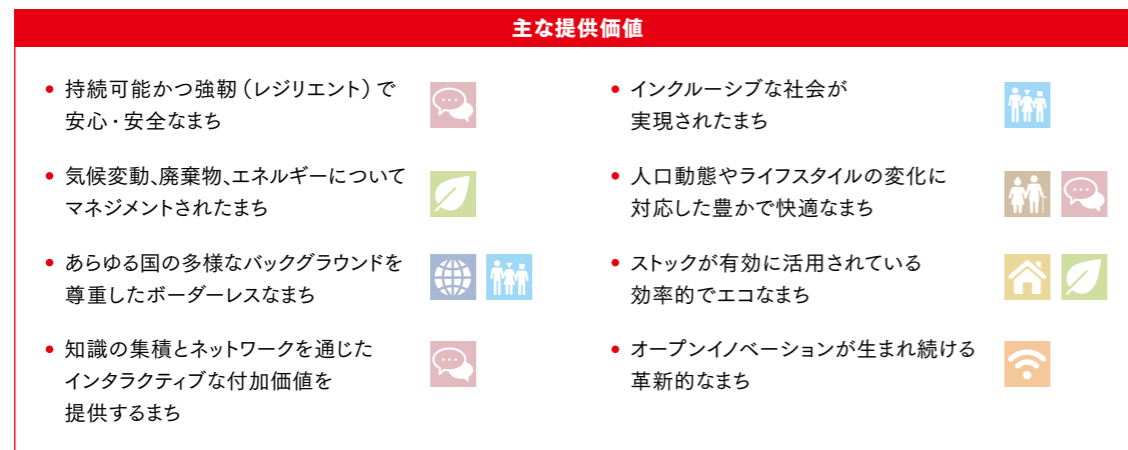 主な提供価値
• 持続可能かつ強靭（レジリエント）で
安心・安全なまち
• 気候変動、廃棄物、エネルギーについて
マネジメントされたまち
• あらゆる国の多様なバックグラウンドを
尊重したボーダーレスなまち
• 知識の集積とネットワークを通じた
インタラクティブな付加価値を
提供するまち
• インクルーシブな社会が
実現されたまち
• 人口動態やライフスタイルの変化に
対応した豊かで快適なまち
• ストックが有効に活用されている
効率的でエコなまち
• オープンイノベーションが生まれ続ける
革新的なまち